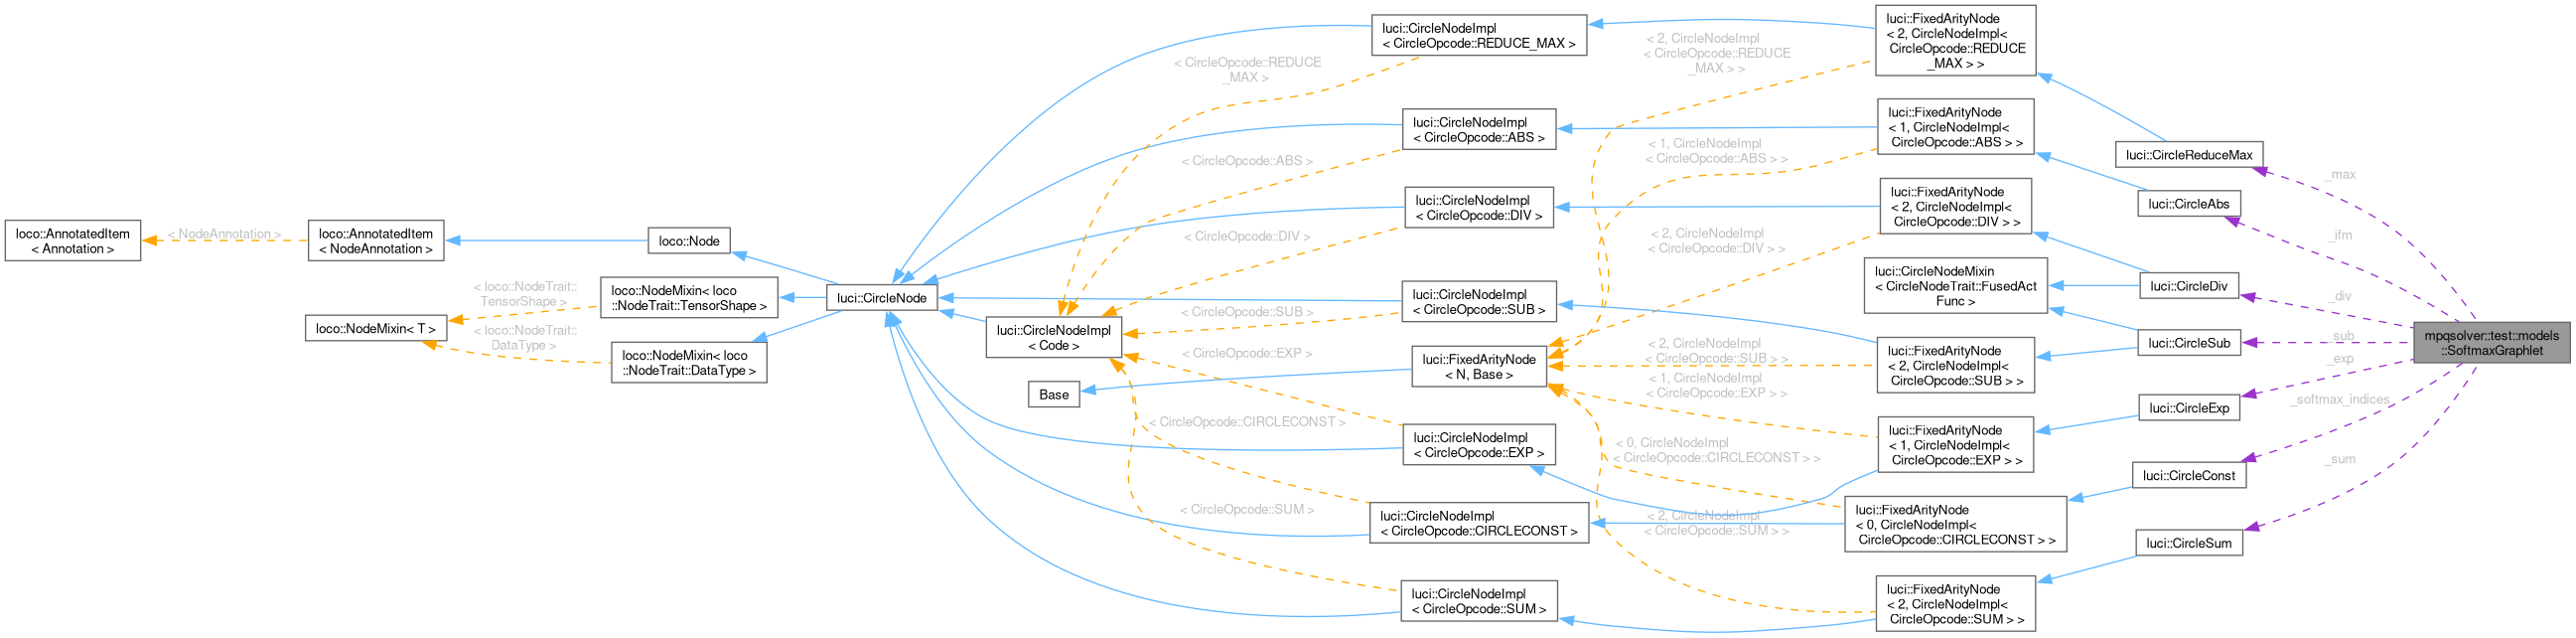 loco::AnnotatedItem
< Annotation >
< NodeAnnotation >
loco::AnnotatedItem
< NodeAnnotation >
loco::NodeMixin< T >
< loco::NodeTrait::
TensorShape >
< loco::NodeTrait::
DataType >
loco::Node
loco::NodeMixin< loco
::NodeTrait::TensorShape >
loco::NodeMixin< loco
::NodeTrait::DataType >
luci::CircleNode
luci::CircleNodeImpl
< Code >
Base
< CircleOpcode::REDUCE
_MAX >
< CircleOpcode::ABS >
< CircleOpcode::DIV >
< CircleOpcode::SUB >
< CircleOpcode::EXP >
< CircleOpcode::CIRCLECONST >
< CircleOpcode::SUM >
luci::CircleNodeImpl
< CircleOpcode::REDUCE_MAX >
luci::CircleNodeImpl
< CircleOpcode::ABS >
luci::CircleNodeImpl
< CircleOpcode::DIV >
luci::CircleNodeImpl
< CircleOpcode::SUB >
luci::FixedArityNode
< N, Base >
luci::CircleNodeImpl
< CircleOpcode::EXP >
luci::CircleNodeImpl
< CircleOpcode::CIRCLECONST >
luci::CircleNodeImpl
< CircleOpcode::SUM >
< 2, CircleNodeImpl
< CircleOpcode::REDUCE
_MAX > >
< 1, CircleNodeImpl
< CircleOpcode::ABS > >
< 2, CircleNodeImpl
< CircleOpcode::DIV > >
< 2, CircleNodeImpl
< CircleOpcode::SUB > >
< 1, CircleNodeImpl
< CircleOpcode::EXP > >
< 0, CircleNodeImpl
< CircleOpcode::CIRCLECONST > >
< 2, CircleNodeImpl
< CircleOpcode::SUM > >
luci::FixedArityNode
< 2, CircleNodeImpl<
CircleOpcode::REDUCE
_MAX > >
luci::FixedArityNode
< 1, CircleNodeImpl<
CircleOpcode::ABS > >
luci::FixedArityNode
< 2, CircleNodeImpl<
CircleOpcode::DIV > >
luci::CircleNodeMixin
< CircleNodeTrait::FusedAct
Func >
luci::FixedArityNode
< 2, CircleNodeImpl<
CircleOpcode::SUB > >
luci::FixedArityNode
< 1, CircleNodeImpl<
CircleOpcode::EXP > >
luci::FixedArityNode
< 0, CircleNodeImpl<
CircleOpcode::CIRCLECONST > >
luci::FixedArityNode
< 2, CircleNodeImpl<
CircleOpcode::SUM > >
luci::CircleReduceMax
luci::CircleAbs
luci::CircleDiv
luci::CircleSub
luci::CircleExp
luci::CircleConst
luci::CircleSum
_max
_ifm
_div
_sub
_exp
_softmax_indices
_sum
mpqsolver::test::models
::SoftmaxGraphlet